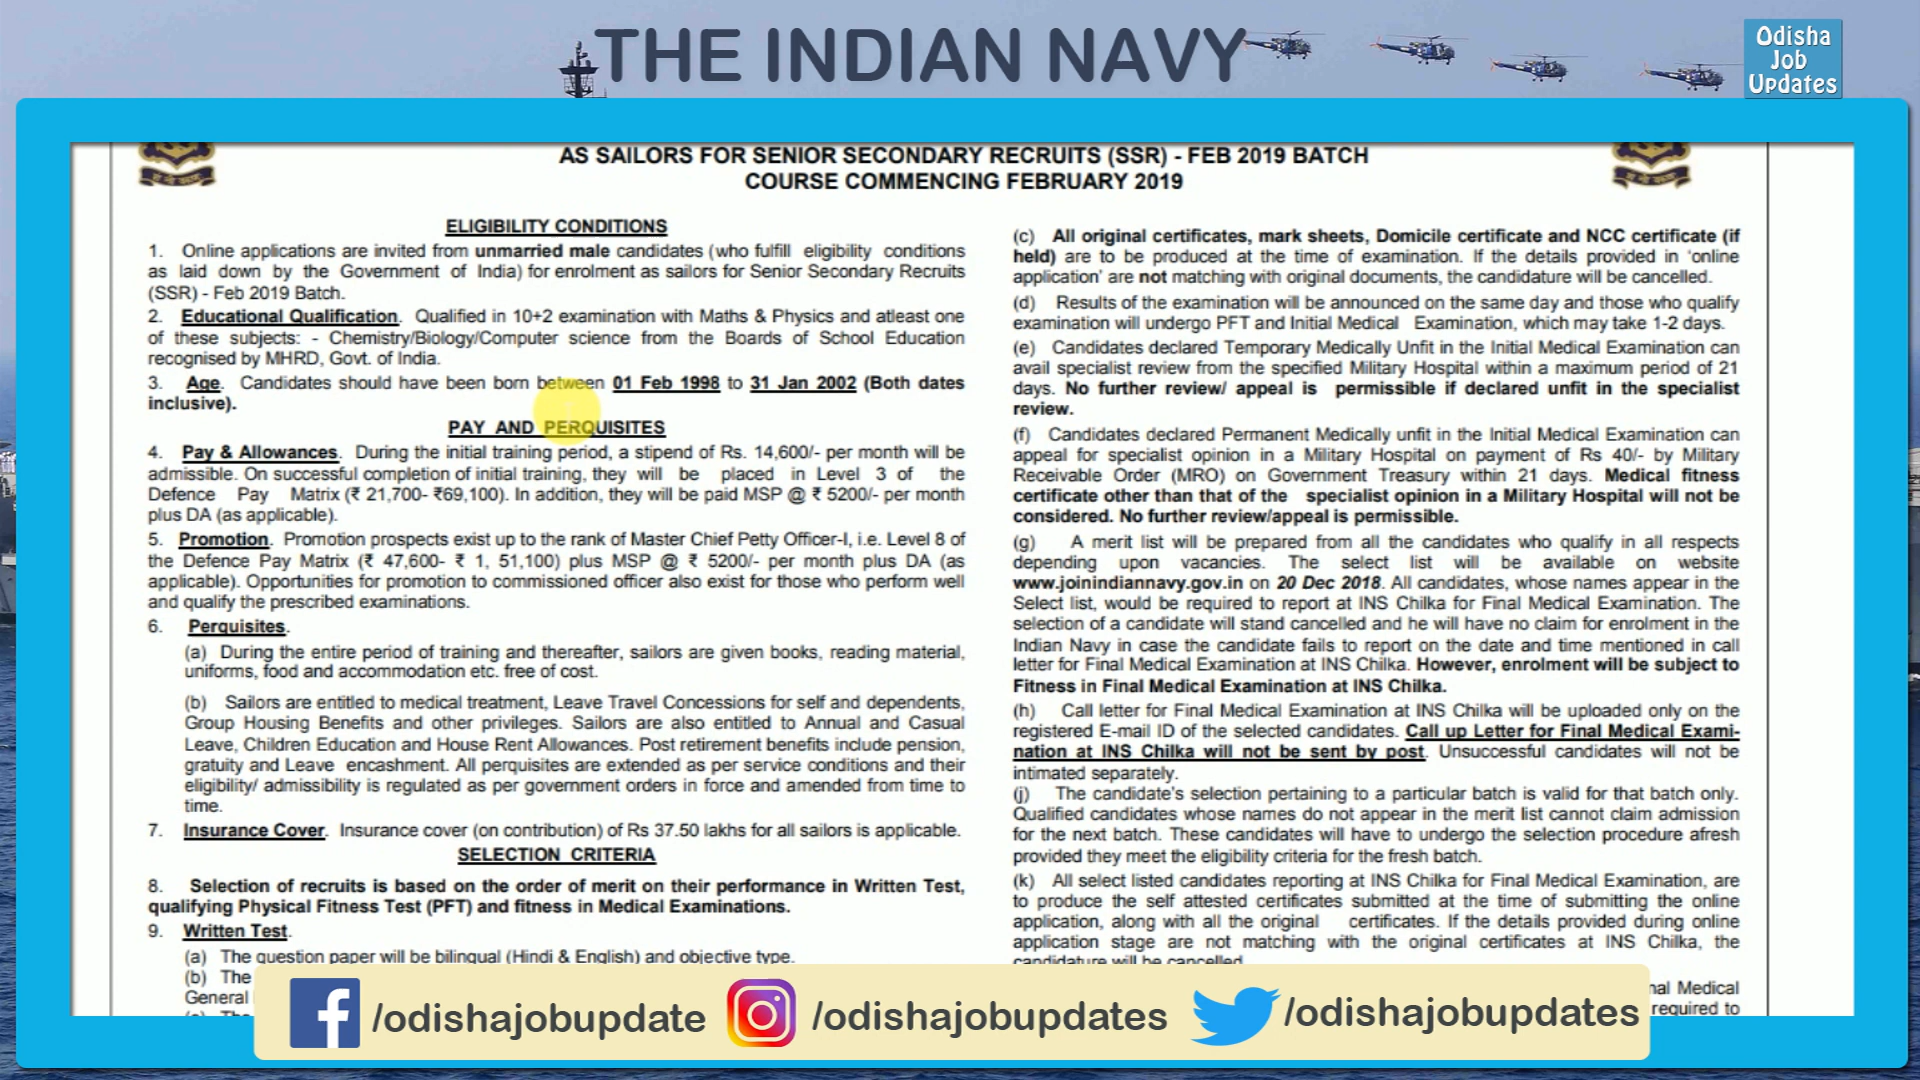 THE INDIAN NAVY
Odisha
Job
Updates
AS SAILORS FOR SENIOR SECONDARY RECRUITS (SSR) - FEB 2019 BATCH
COURSE COMMENCING FEBRUARY 2019
ELIGIBILITY CONDITIONS
1. Online applications are invited from unmarried male candidates (who fulfill eligibility conditions
as laid down by the Government of India) for enrolment as sailors for Senior Secondary Recruits
(SSR) - Feb 2019 Batch.
2. Educational Qualification. Qualified in 10+2 examination with Maths & Physics and atleast one
of these subjects: - Chemistry/Biology/Computer science from the Boards of School Education
recognised by MHRD, Govt. of India.
3. Age. Candidates should have been born between 01 Feb 1998 to 31 Jan 2002 (Both dates
inclusive).
PAY AND PERQUISITES
4. Pay & Allowances. During the initial training period, a stipend of Rs. 14,600/- per month will be
admissible. On successful completion of initial training, they will be placed in Level 3 of the
Defence Pay Matrix (₹ 21,700- ₹69,100). In addition, they will be paid MSP @ ₹ 5200/- per month
plus DA (as applicable).
5. Promotion. Promotion prospects exist up to the rank of Master Chief Petty Officer-I, i.e. Level 8 of
the Defence Pay Matrix (₹ 47,600- ₹ 1, 51,100) plus MSP @ ₹ 5200/- per month plus DA (as
applicable). Opportunities for promotion to commissioned officer also exist for those who perform well
and qualify the prescribed examinations.
6. Perquisites.
(a) During the entire period of training and thereafter, sailors are given books, reading material,
uniforms, food and accommodation etc. free of cost.
(b) Sailors are entitled to medical treatment, Leave Travel Concessions for self and dependents,
Group Housing Benefits and other privileges. Sailors are also entitled to Annual and Casual
Leave, Children Education and House Rent Allowances. Post retirement benefits include pension,
gratuity and Leave encashment. All perquisites are extended as per service conditions and their
eligibility/ admissibility is regulated as per government orders in force and amended from time to
time.
7. Insurance Cover. Insurance cover (on contribution) of Rs 37.50 lakhs for all sailors is applicable.
SELECTION CRITERIA
8. Selection of recruits is based on the order of merit on their performance in Written Test,
qualifying Physical Fitness Test (PFT) and fitness in Medical Examinations.
9. Written Test.
(a) The question paper will be bilingual (Hindi & English) and objective type.
(b) The
General
(c) All original certificates, mark sheets, Domicile certificate and NCC certificate (if
held) are to be produced at the time of examination. If the details provided in 'online
application' are not matching with original documents, the candidature will be cancelled.
(d) Results of the examination will be announced on the same day and those who qualify
examination will undergo PFT and Initial Medical Examination, which may take 1-2 days.
(e) Candidates declared Temporary Medically Unfit in the Initial Medical Examination can
avail specialist review from the specified Military Hospital within a maximum period of 21
days. No further review/ appeal is permissible if declared unfit in the specialist
review.
(f) Candidates declared Permanent Medically unfit in the Initial Medical Examination can
appeal for specialist opinion in a Military Hospital on payment of Rs 40/- by Military
Receivable Order (MRO) on Government Treasury within 21 days. Medical fitness
certificate other than that of the specialist opinion in a Military Hospital will not be
considered. No further review/appeal is permissible.
(g) A merit list will be prepared from all the candidates who qualify in all respects
depending upon vacancies. The select list will be available on website
www.joinindiannavy.gov.in on 20 Dec 2018. All candidates, whose names appear in the
Select list, would be required to report at INS Chilka for Final Medical Examination. The
selection of a candidate will stand cancelled and he will have no claim for enrolment in the
Indian Navy in case the candidate fails to report on the date and time mentioned in call
letter for Final Medical Examination at INS Chilka. However, enrolment will be subject to
Fitness in Final Medical Examination at INS Chilka.
(h) Call letter for Final Medical Examination at INS Chilka will be uploaded only on the
registered E-mail ID of the selected candidates. Call up Letter for Final Medical Exami-
nation at INS Chilka will not be sent by post. Unsuccessful candidates will not be
intimated separately.
(j) The candidate's selection pertaining to a particular batch is valid for that batch only.
Qualified candidates whose names do not appear in the merit list cannot claim admission
for the next batch. These candidates will have to undergo the selection procedure afresh
provided they meet the eligibility criteria for the fresh batch.
(k) All select listed candidates reporting at INS Chilka for Final Medical Examination, are
to produce the self attested certificates submitted at the time of submitting the online
application, along with all the original certificates. If the details provided during online
application stage are not matching with the original certificates at INS Chilka, the
candidature will be cancelled
Medical
required to
/odishajobupdate
/odishajobupdates
/odishajobupdates